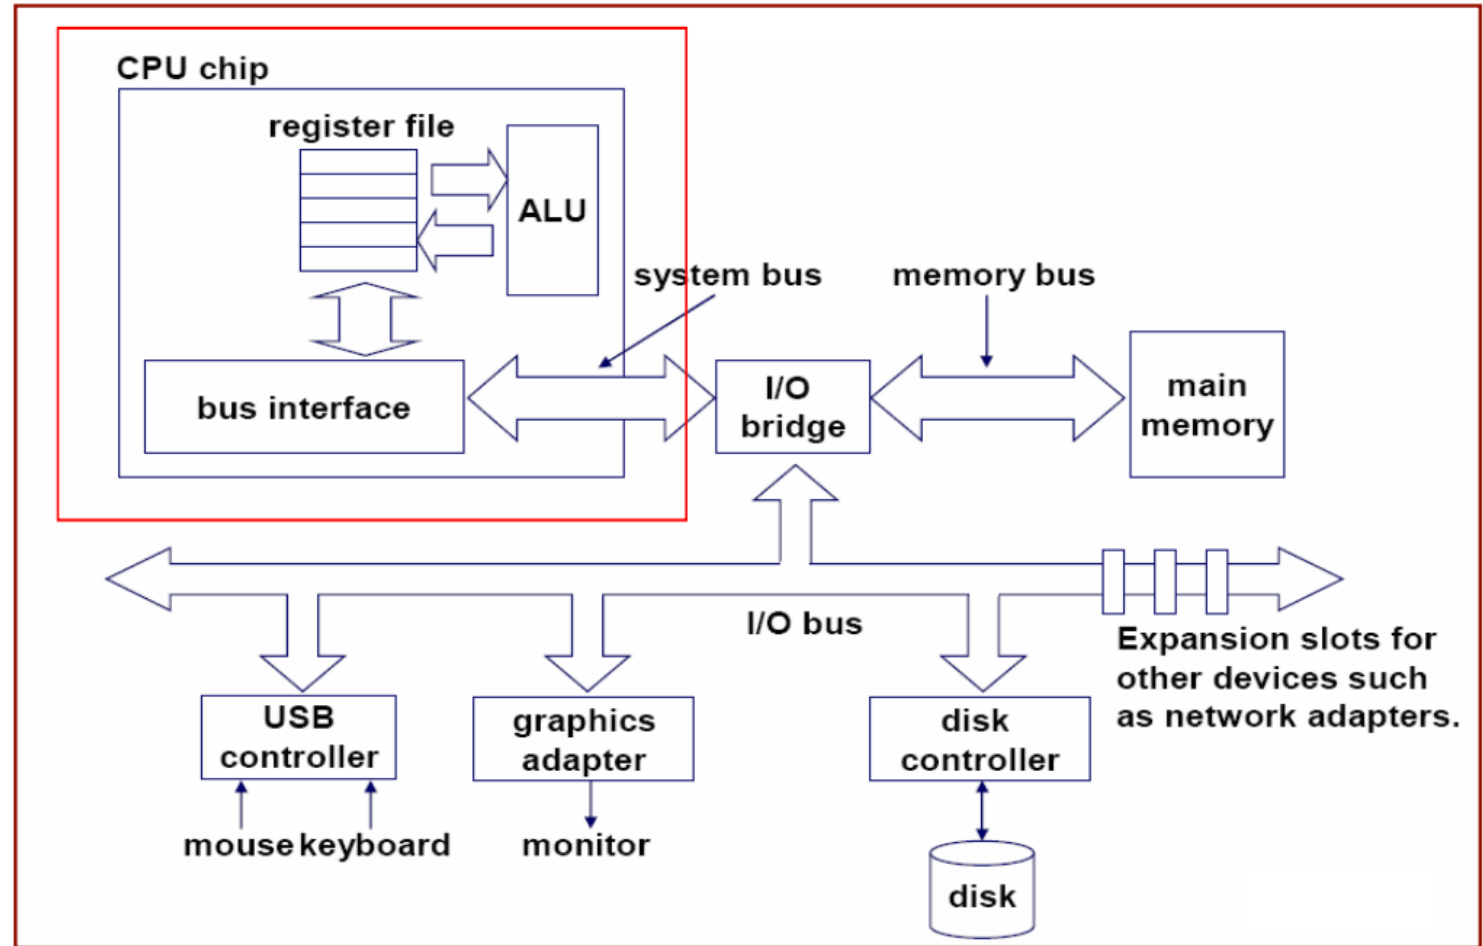 CPU chip
register file
ALU
system bus
memory bus
bus interface
I/O
bridge
main
memory
I/O bus
Expansion slots for
other devices such
as network adapters.
USB
controller
graphics
adapter
disk
controller
mouse
keyboard
monitor
disk